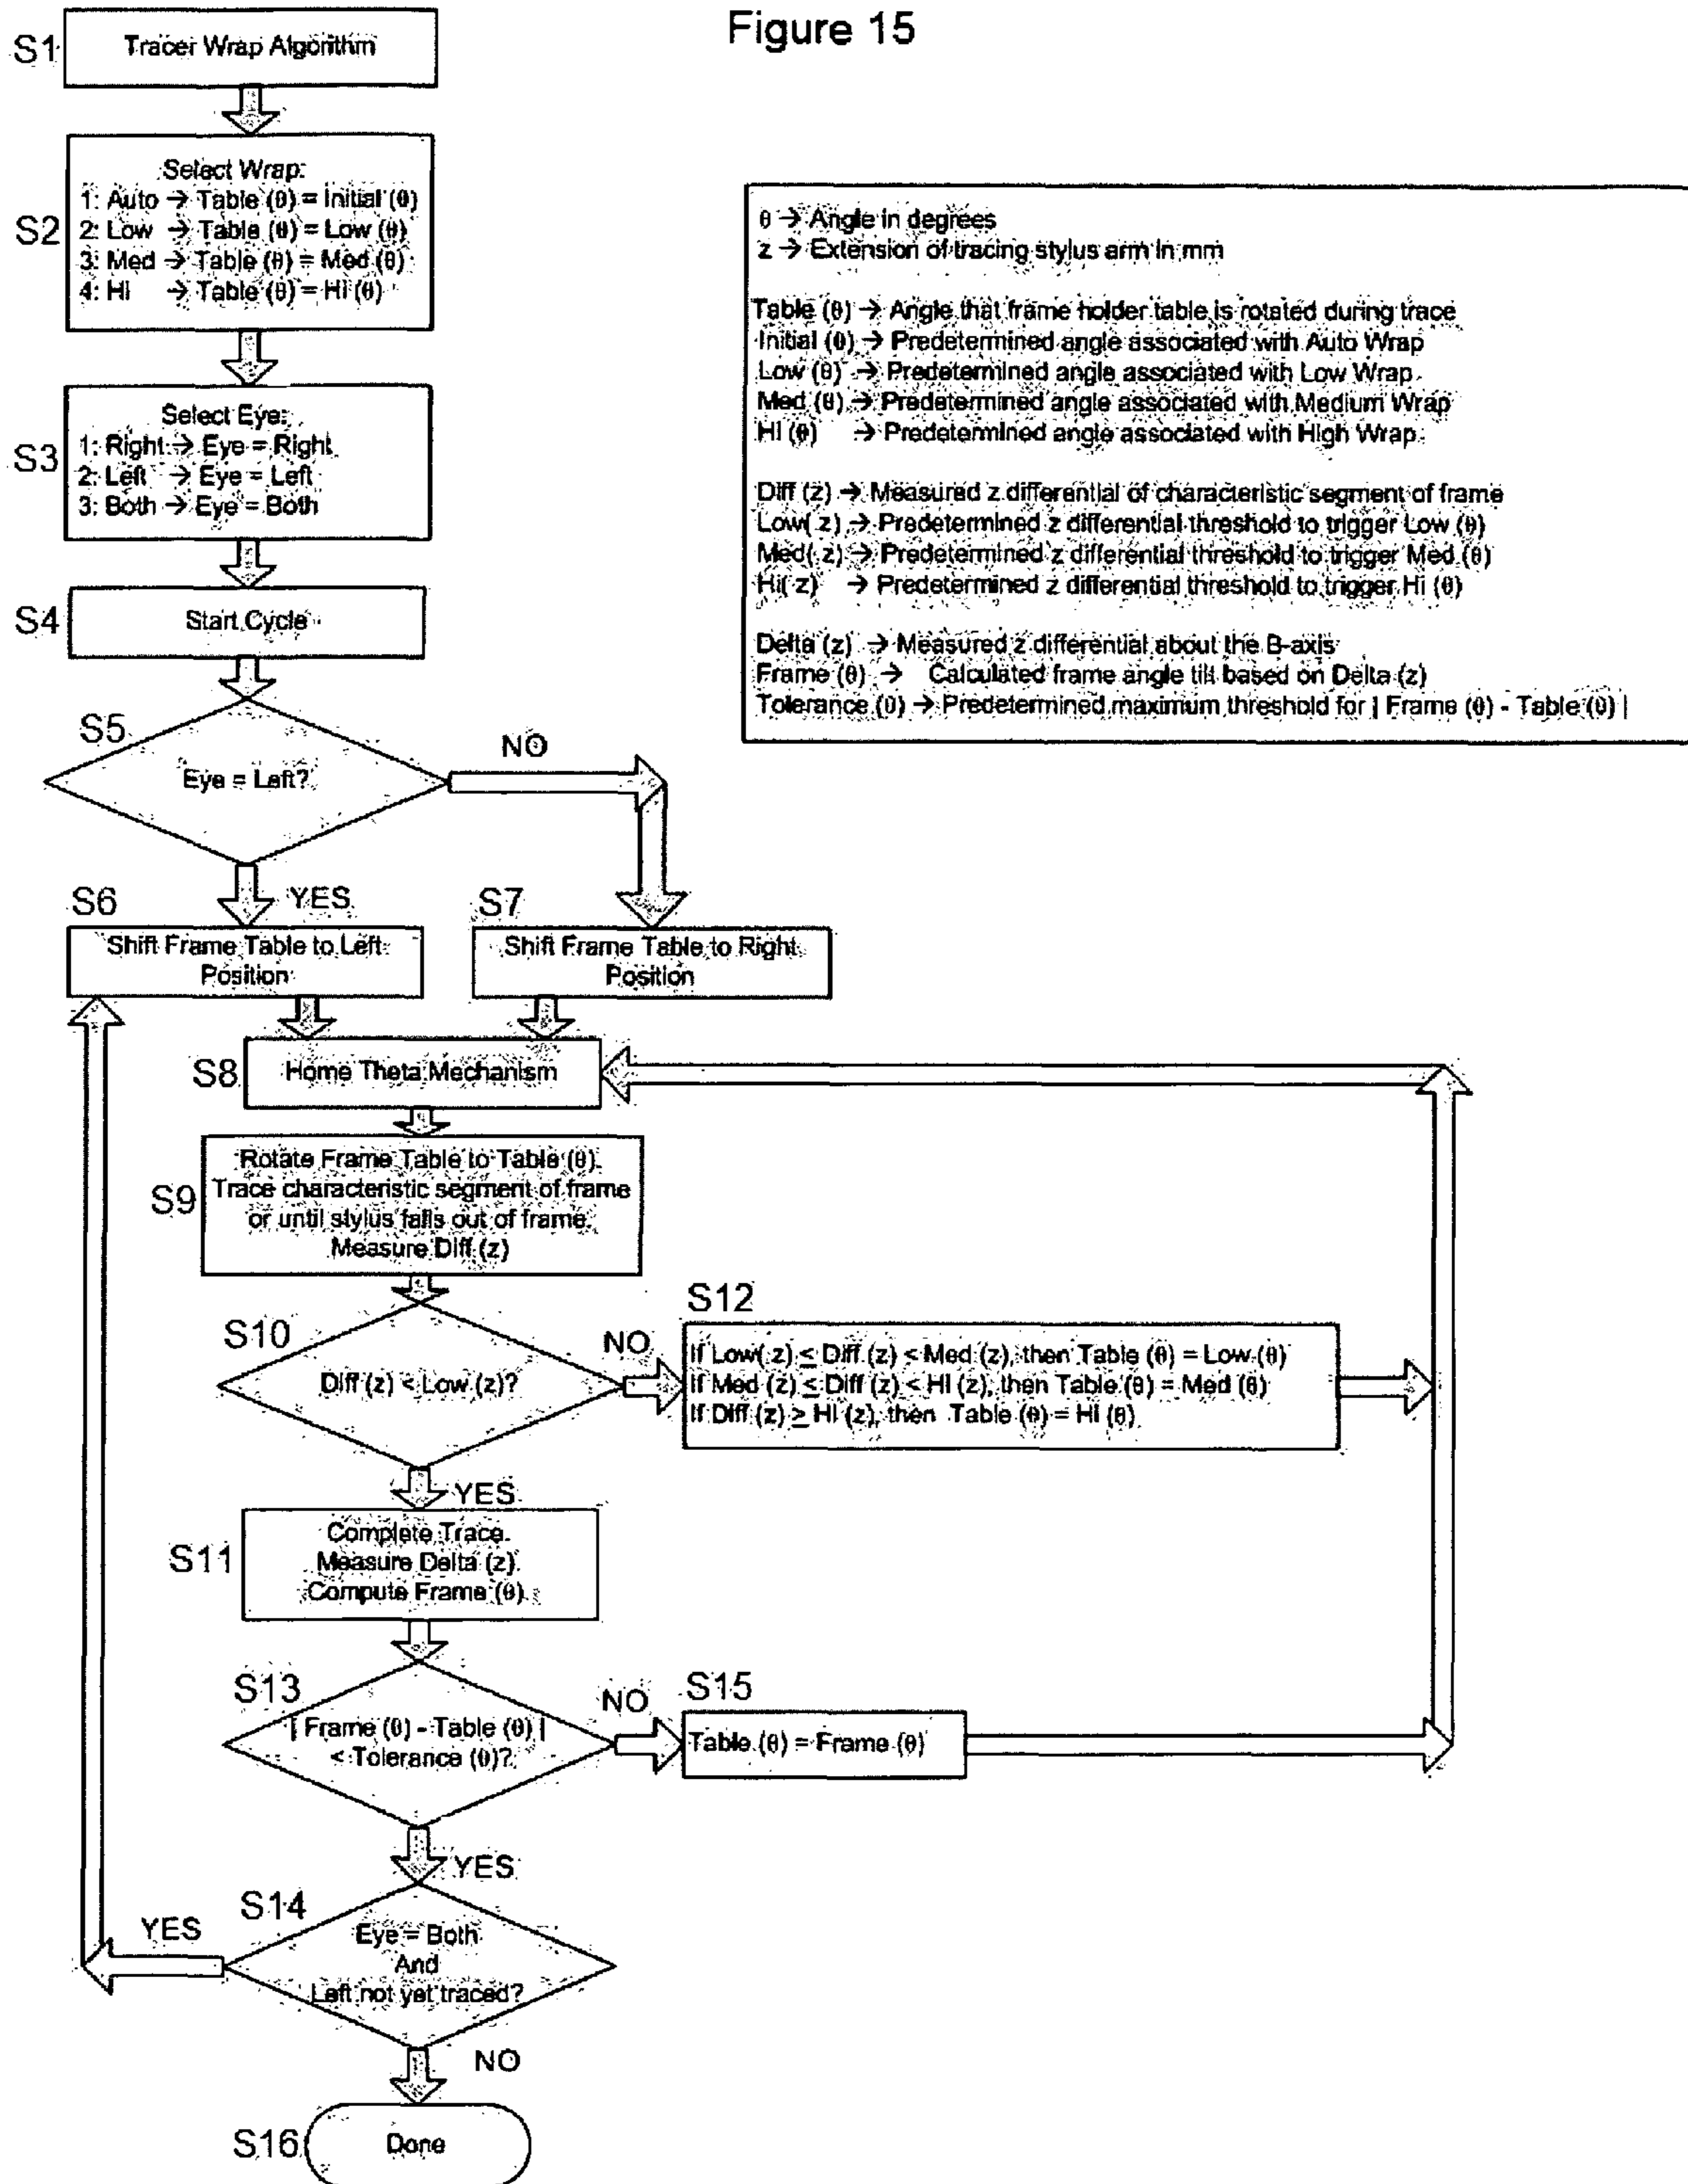 Figure 15
S1
Tracer Wrap Algorithm
S2
Select Wrap:
1: Auto → Table (θ) = Initial (θ)
2: Low → Table (θ) = Low (θ)
3: Med → Table (θ) = Med (θ)
4: Hi → Table (θ) = Hi (θ)
S3
Select Eye:
1: Right → Eye = Right
2: Left → Eye = Left
3: Both → Eye = Both
S4
Start Cycle
θ → Angle in degrees
z → Extension of tracing stylus arm in mm
Table (θ) → Angle that frame holder table is rotated during trace
Initial (θ) → Predetermined angle associated with Auto Wrap
Low (θ) → Predetermined angle associated with Low Wrap
Med (θ) → Predetermined angle associated with Medium Wrap
Hi (θ) → Predetermined angle associated with High Wrap
Diff (z) → Measured z differential of characteristic segment of frame
Low( z) → Predetermined z differential threshold to trigger Low (θ)
Med( z) → Predetermined z differential threshold to trigger Med (θ)
Hi( z) → Predetermined z differential threshold to trigger Hi (θ)
Delta (z) → Measured z differential about the B-axis
Frame (θ) → Calculated frame angle tilt based on Delta (z)
Tolerance (θ) → Predetermined maximum threshold for | Frame (θ) - Table (θ) |
S5
Eye = Left?
NO
YES
S6
Shift Frame Table to Left
Position
S7
Shift Frame Table to Right
Position
S8
Home Theta Mechanism
S9
Rotate Frame Table to Table (θ).
Trace characteristic segment of frame
or until stylus falls out of frame.
Measure Diff (z)
S10
Diff (z) < Low (z)?
NO
S12
If Low( z) ≤ Diff (z) < Med (z), then Table (θ) = Low (θ)
If Med (z) ≤ Diff (z) < Hi (z), then Table (θ) = Med (θ)
If Diff (z) ≥ Hi (z), then Table (θ) = Hi (θ)
YES
S11
Complete Trace.
Measure Delta (z).
Compute Frame (θ).
S13
| Frame (θ) - Table (θ) |
< Tolerance (θ)?
NO
S15
Table (θ) = Frame (θ)
YES
S14
Eye = Both
And
Left not yet traced?
YES
NO
S16
Done